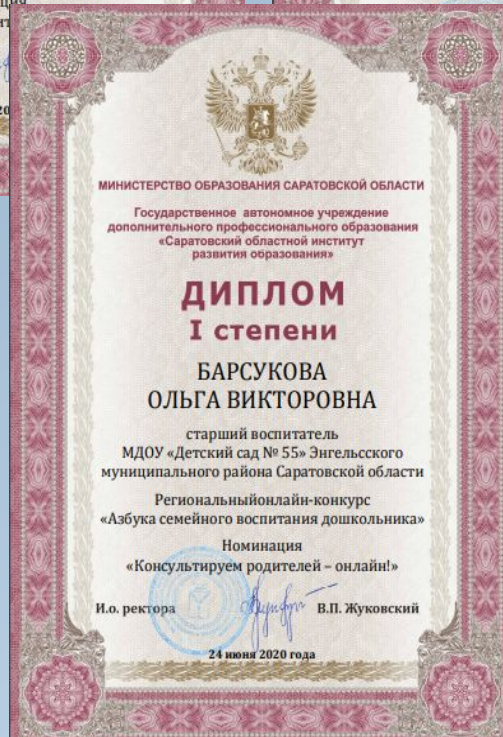 МИНИСТЕРСТВО ОБРАЗОВАНИЯ САРАТОВСКОЙ ОБЛАСТИ
Государственное автономное учреждение
дополнительного профессионального образования
«Саратовский областной институт
развития образования»
ДИПЛОМ
I степени
БАРСУКОВА
ОЛЬГА ВИКТОРОВНА
старший воспитатель
МДОУ «Детский сад № 55» Энгельсского
муниципального района Саратовской области
Региональныйонлайн-конкурс
«Азбука семейного воспитания дошкольника»
Номинация
«Консультируем родителей – онлайн!»
И.о. ректора В.П. Жуковский
24 июня 2020 года